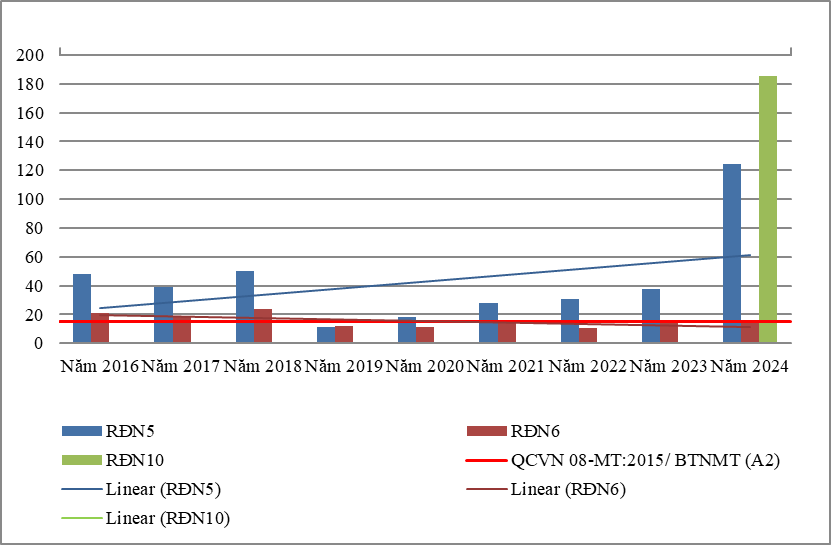 200
180
160
140
120
100
80
60
40
20
0
Năm 2016 Năm 2017 Năm 2018 Năm 2019 Năm 2020 Năm 2021 Năm 2022 Năm 2023 Năm 2024
RĐN5 RĐN6
RĐN10 QCVN 08-MT:2015/ BTNMT (A2)
Linear (RĐN5) Linear (RĐN6)
Linear (RĐN10)